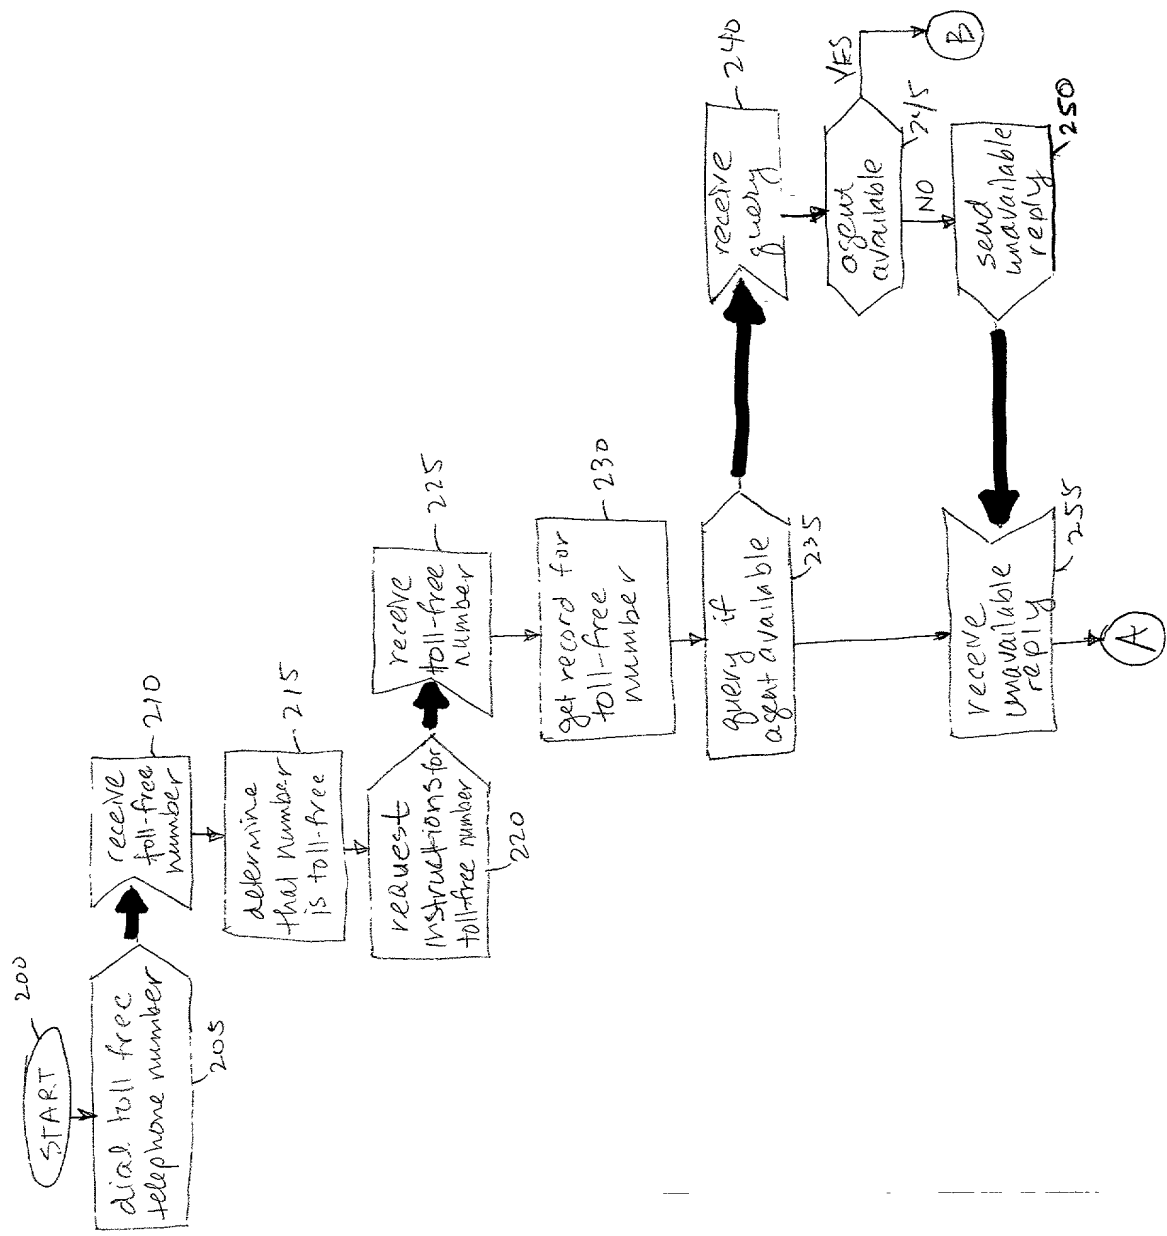 START
200
dial toll free
telephone number
205
receive
toll-free
number
210
determine
that number
is toll-free
215
request
instructions for
toll-free number
220
receive
toll-free
number
225
get record for
toll-free
number
230
query if
agent available
235
receive
query
240
agent
available
245
YES
B
NO
send
unavailable
reply
250
receive
unavailable
reply
255
A